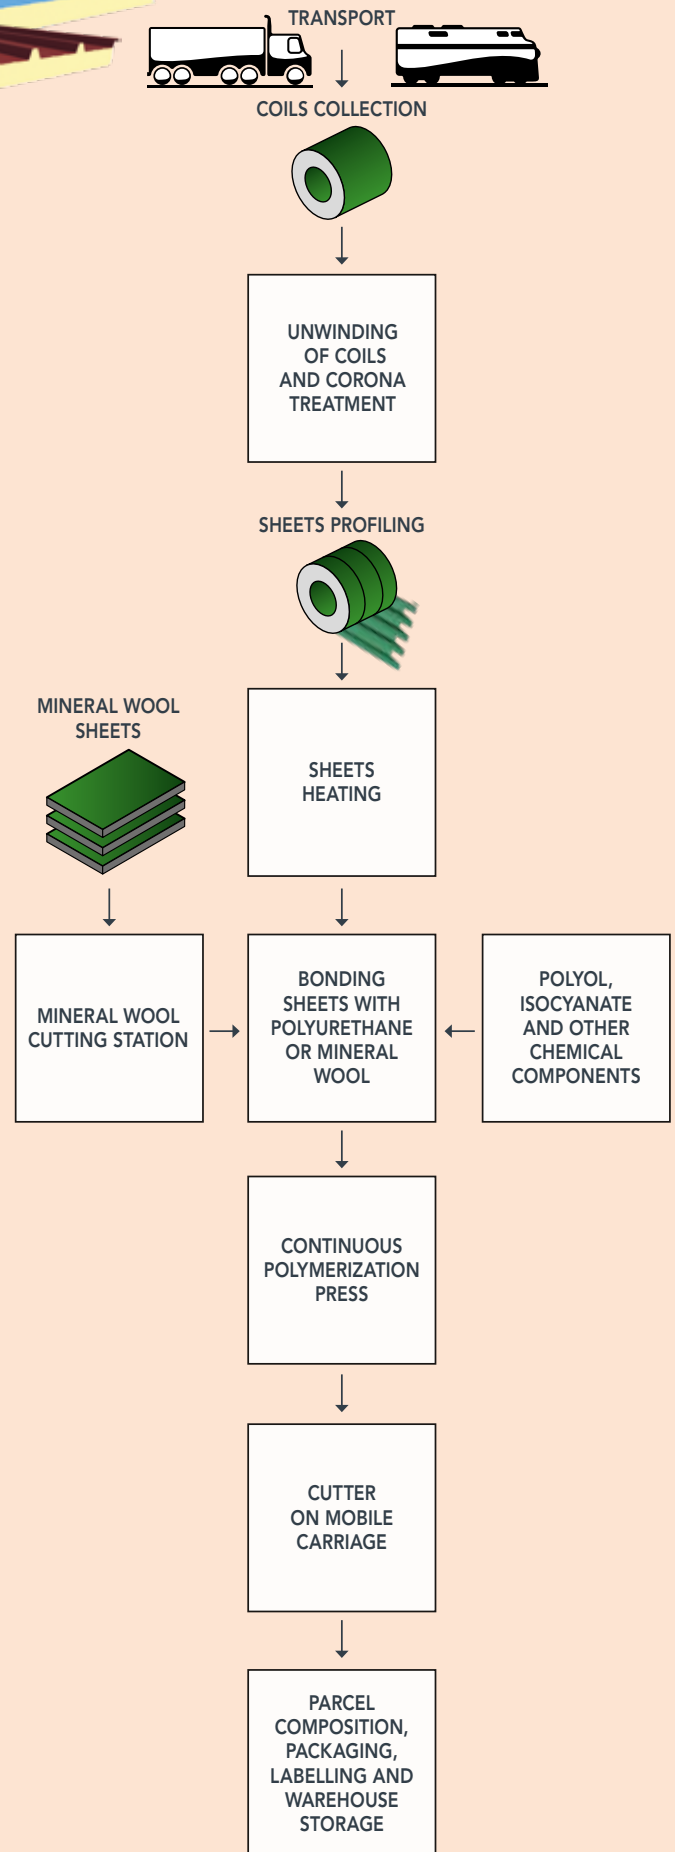 TRANSPORT
COILS COLLECTION
UNWINDING
OF COILS
AND CORONA
TREATMENT
SHEETS PROFILING
MINERAL WOOL
SHEETS
SHEETS
HEATING
MINERAL WOOL
CUTTING STATION
BONDING
SHEETS WITH
POLYURETHANE
OR MINERAL
WOOL
POLYOL,
ISOCYANATE
AND OTHER
CHEMICAL
COMPONENTS
CONTINUOUS
POLYMERIZATION
PRESS
CUTTER
ON MOBILE
CARRIAGE
PARCEL
COMPOSITION,
PACKAGING,
LABELLING AND
WAREHOUSE
STORAGE